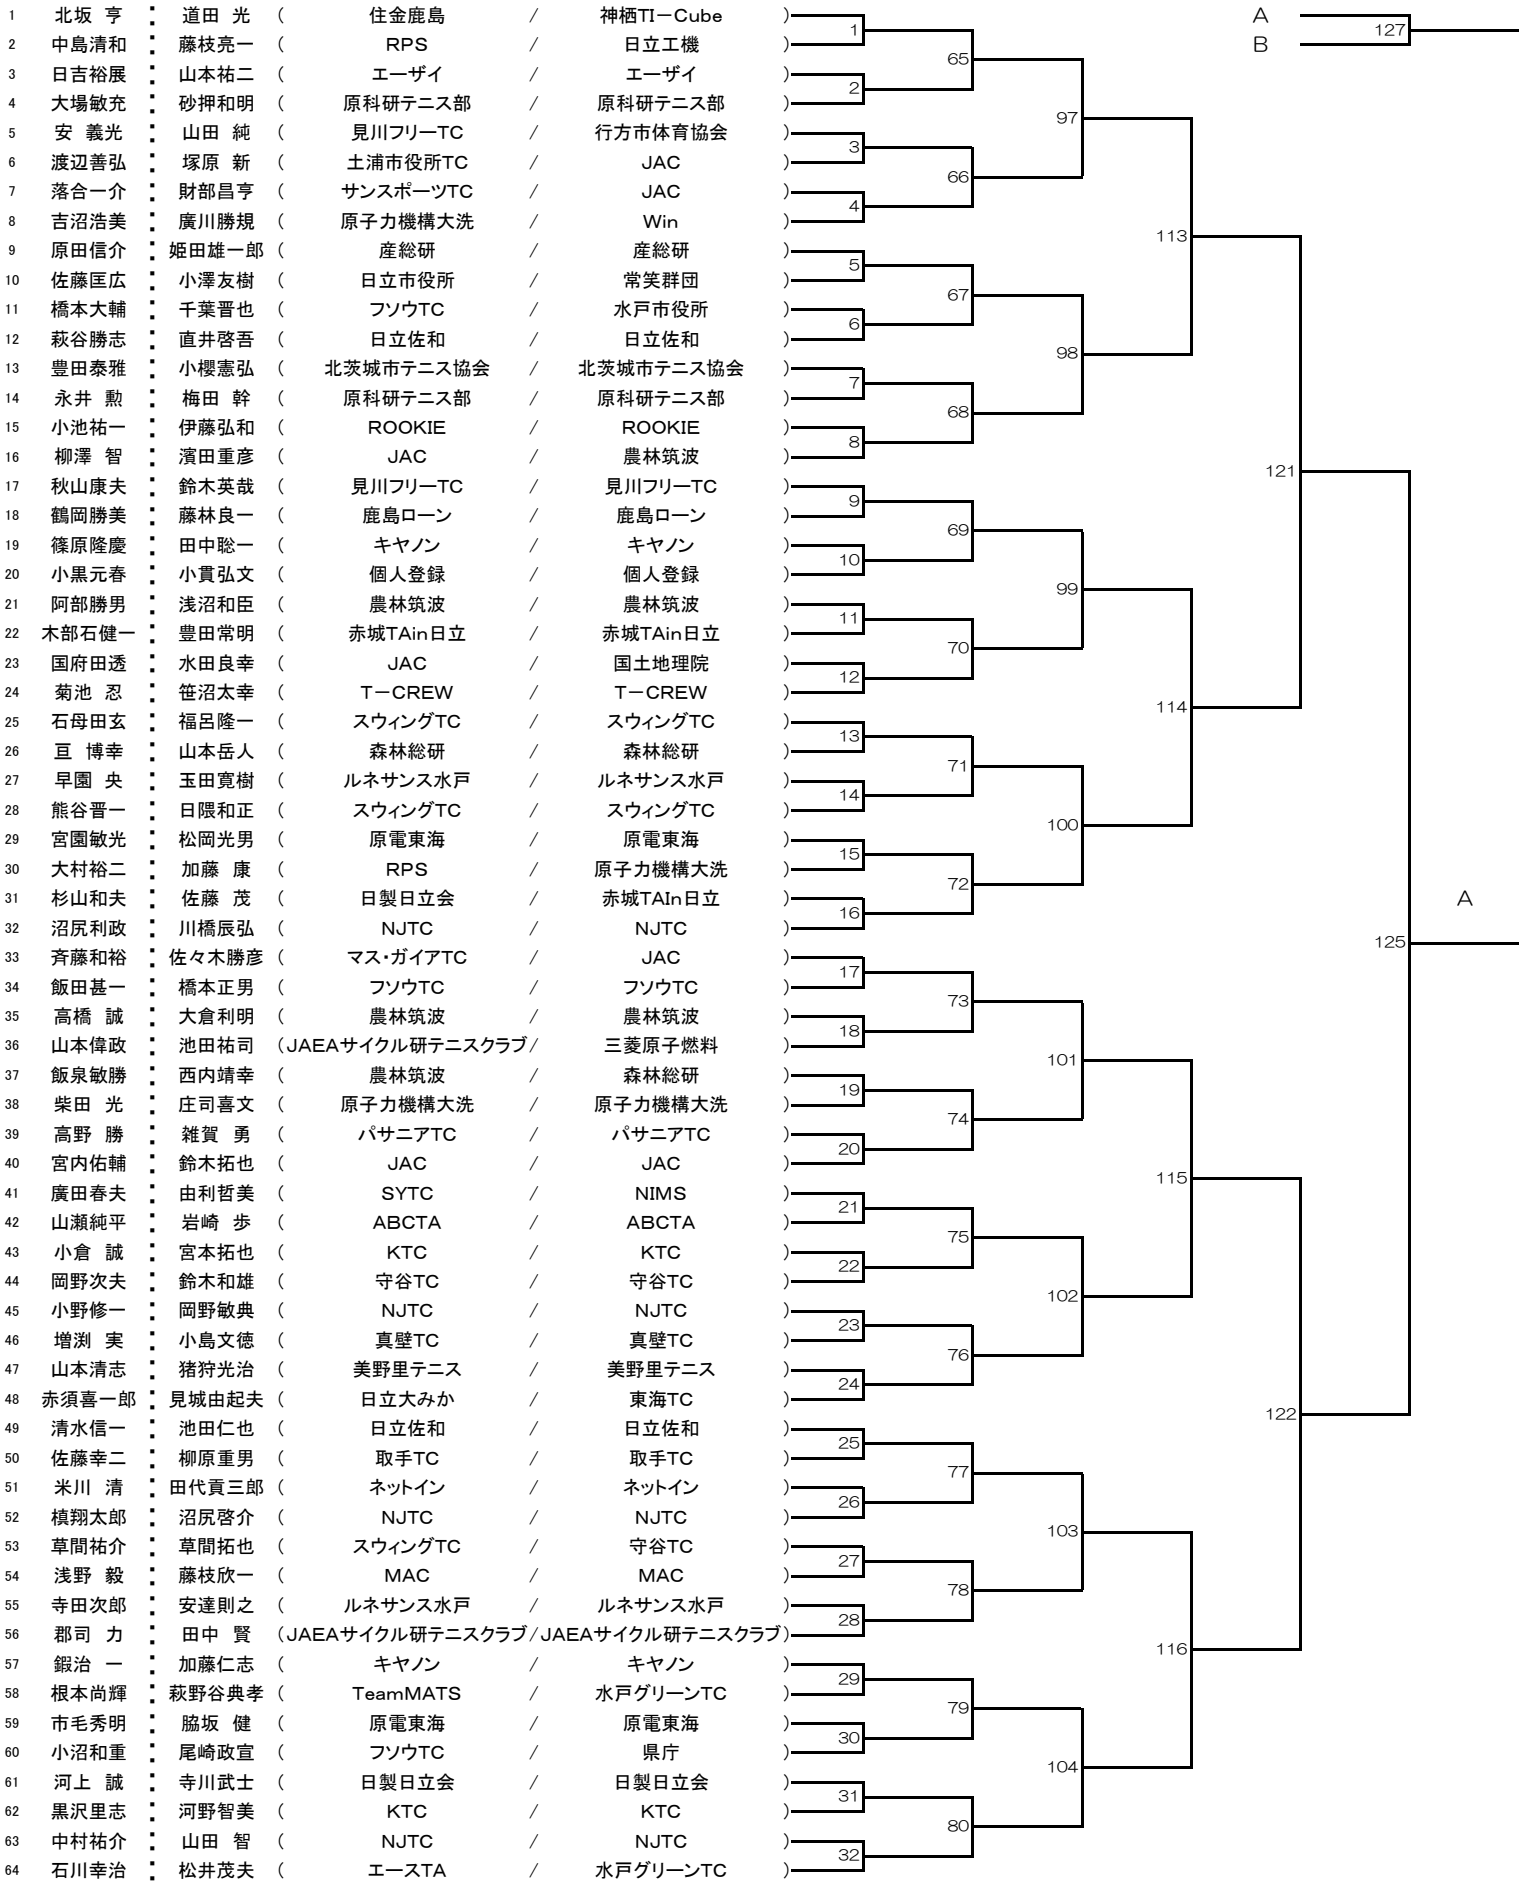 1 北坂 亨 : 道田 光 ( 住金鹿島 / 神栖TI－Cube ) 1 A 127
2 中島清和 : 藤枝亮一 ( RPS / 日立工機 ) B
65
3 日吉裕展 : 山本祐二 ( エーザイ / エーザイ ) 2
4 大場敏充 : 砂押和明 ( 原科研テニス部 / 原科研テニス部 )
97
5 安 義光 : 山田 純 ( 見川フリーTC / 行方市体育協会 ) 3
6 渡辺善弘 : 塚原 新 ( 土浦市役所TC / JAC )
66
7 落合一介 : 財部昌亨 ( サンスポーツTC / JAC ) 4
8 吉沼浩美 : 廣川勝規 ( 原子力機構大洗 / Win )
113
9 原田信介 : 姫田雄一郎 ( 産総研 / 産総研 ) 5
10 佐藤匡広 : 小澤友樹 ( 日立市役所 / 常笑群団 )
67
11 橋本大輔 : 千葉晋也 ( フソウTC / 水戸市役所 ) 6
12 萩谷勝志 : 直井啓吾 ( 日立佐和 / 日立佐和 )
98
13 豊田泰雅 : 小櫻憲弘 ( 北茨城市テニス協会 / 北茨城市テニス協会 ) 7
14 永井 勲 : 梅田 幹 ( 原科研テニス部 / 原科研テニス部 )
68
15 小池祐一 : 伊藤弘和 ( ROOKIE / ROOKIE ) 8
16 柳澤 智 : 濱田重彦 ( JAC / 農林筑波 )
121
17 秋山康夫 : 鈴木英哉 ( 見川フリーTC / 見川フリーTC ) 9
18 鶴岡勝美 : 藤林良一 ( 鹿島ローン / 鹿島ローン )
69
19 篠原隆慶 : 田中聡一 ( キヤノン / キヤノン ) 10
20 小黒元春 : 小貫弘文 ( 個人登録 / 個人登録 )
99
21 阿部勝男 : 浅沼和臣 ( 農林筑波 / 農林筑波 ) 11
22 木部石健一 : 豊田常明 ( 赤城TAin日立 / 赤城TAin日立 )
70
23 国府田透 : 水田良幸 ( JAC / 国土地理院 ) 12
24 菊池 忍 : 笹沼太幸 ( T－CREW / T－CREW )
114
25 石母田玄 : 福呂隆一 ( スウィングTC / スウィングTC ) 13
26 亘 博幸 : 山本岳人 ( 森林総研 / 森林総研 )
71
27 早園 央 : 玉田寛樹 ( ルネサンス水戸 / ルネサンス水戸 ) 14
28 熊谷晋一 : 日隈和正 ( スウィングTC / スウィングTC )
100
29 宮園敏光 : 松岡光男 ( 原電東海 / 原電東海 ) 15
30 大村裕二 : 加藤 康 ( RPS / 原子力機構大洗 )
72
31 杉山和夫 : 佐藤 茂 ( 日製日立会 / 赤城TAIn日立 ) 16 A
32 沼尻利政 : 川橋辰弘 ( NJTC / NJTC )
125
33 斉藤和裕 : 佐々木勝彦 ( マス・ガイアTC / JAC ) 17
34 飯田甚一 : 橋本正男 ( フソウTC / フソウTC )
73
35 高橋 誠 : 大倉利明 ( 農林筑波 / 農林筑波 ) 18
36 山本偉政 : 池田祐司 (JAEAサイクル研テニスクラブ / 三菱原子燃料 )
101
37 飯泉敏勝 : 西内靖幸 ( 農林筑波 / 森林総研 ) 19
38 柴田 光 : 庄司喜文 ( 原子力機構大洗 / 原子力機構大洗 )
74
39 高野 勝 : 雑賀 勇 ( パサニアTC / パサニアTC ) 20
40 宮内佑輔 : 鈴木拓也 ( JAC / JAC )
115
41 廣田春夫 : 由利哲美 ( SYTC / NIMS ) 21
42 山瀬純平 : 岩崎 歩 ( ABCTA / ABCTA )
75
43 小倉 誠 : 宮本拓也 ( KTC / KTC ) 22
44 岡野次夫 : 鈴木和雄 ( 守谷TC / 守谷TC )
102
45 小野修一 : 岡野敏典 ( NJTC / NJTC ) 23
46 増渕 実 : 小島文徳 ( 真壁TC / 真壁TC )
76
47 山本清志 : 猪狩光治 ( 美野里テニス / 美野里テニス ) 24
48 赤須喜一郎 : 見城由起夫 ( 日立大みか / 東海TC )
122
49 清水信一 : 池田仁也 ( 日立佐和 / 日立佐和 ) 25
50 佐藤幸二 : 柳原重男 ( 取手TC / 取手TC )
77
51 米川 清 : 田代貢三郎 ( ネットイン / ネットイン ) 26
52 槙翔太郎 : 沼尻啓介 ( NJTC / NJTC )
103
53 草間祐介 : 草間拓也 ( スウィングTC / 守谷TC ) 27
54 浅野 毅 : 藤枝欣一 ( MAC / MAC )
78
55 寺田次郎 : 安達則之 ( ルネサンス水戸 / ルネサンス水戸 ) 28
56 郡司 力 : 田中 賢 (JAEAサイクル研テニスクラブ/JAEAサイクル研テニスクラブ)
116
57 鍜治 一 : 加藤仁志 ( キヤノン / キヤノン ) 29
58 根本尚輝 : 萩野谷典孝 ( TeamMATS / 水戸グリーンTC )
79
59 市毛秀明 : 脇坂 健 ( 原電東海 / 原電東海 ) 30
60 小沼和重 : 尾崎政宣 ( フソウTC / 県庁 )
104
61 河上 誠 : 寺川武士 ( 日製日立会 / 日製日立会 ) 31
62 黒沢里志 : 河野智美 ( KTC / KTC )
80
63 中村祐介 : 山田 智 ( NJTC / NJTC ) 32
64 石川幸治 : 松井茂夫 ( エースTA / 水戸グリーンTC )